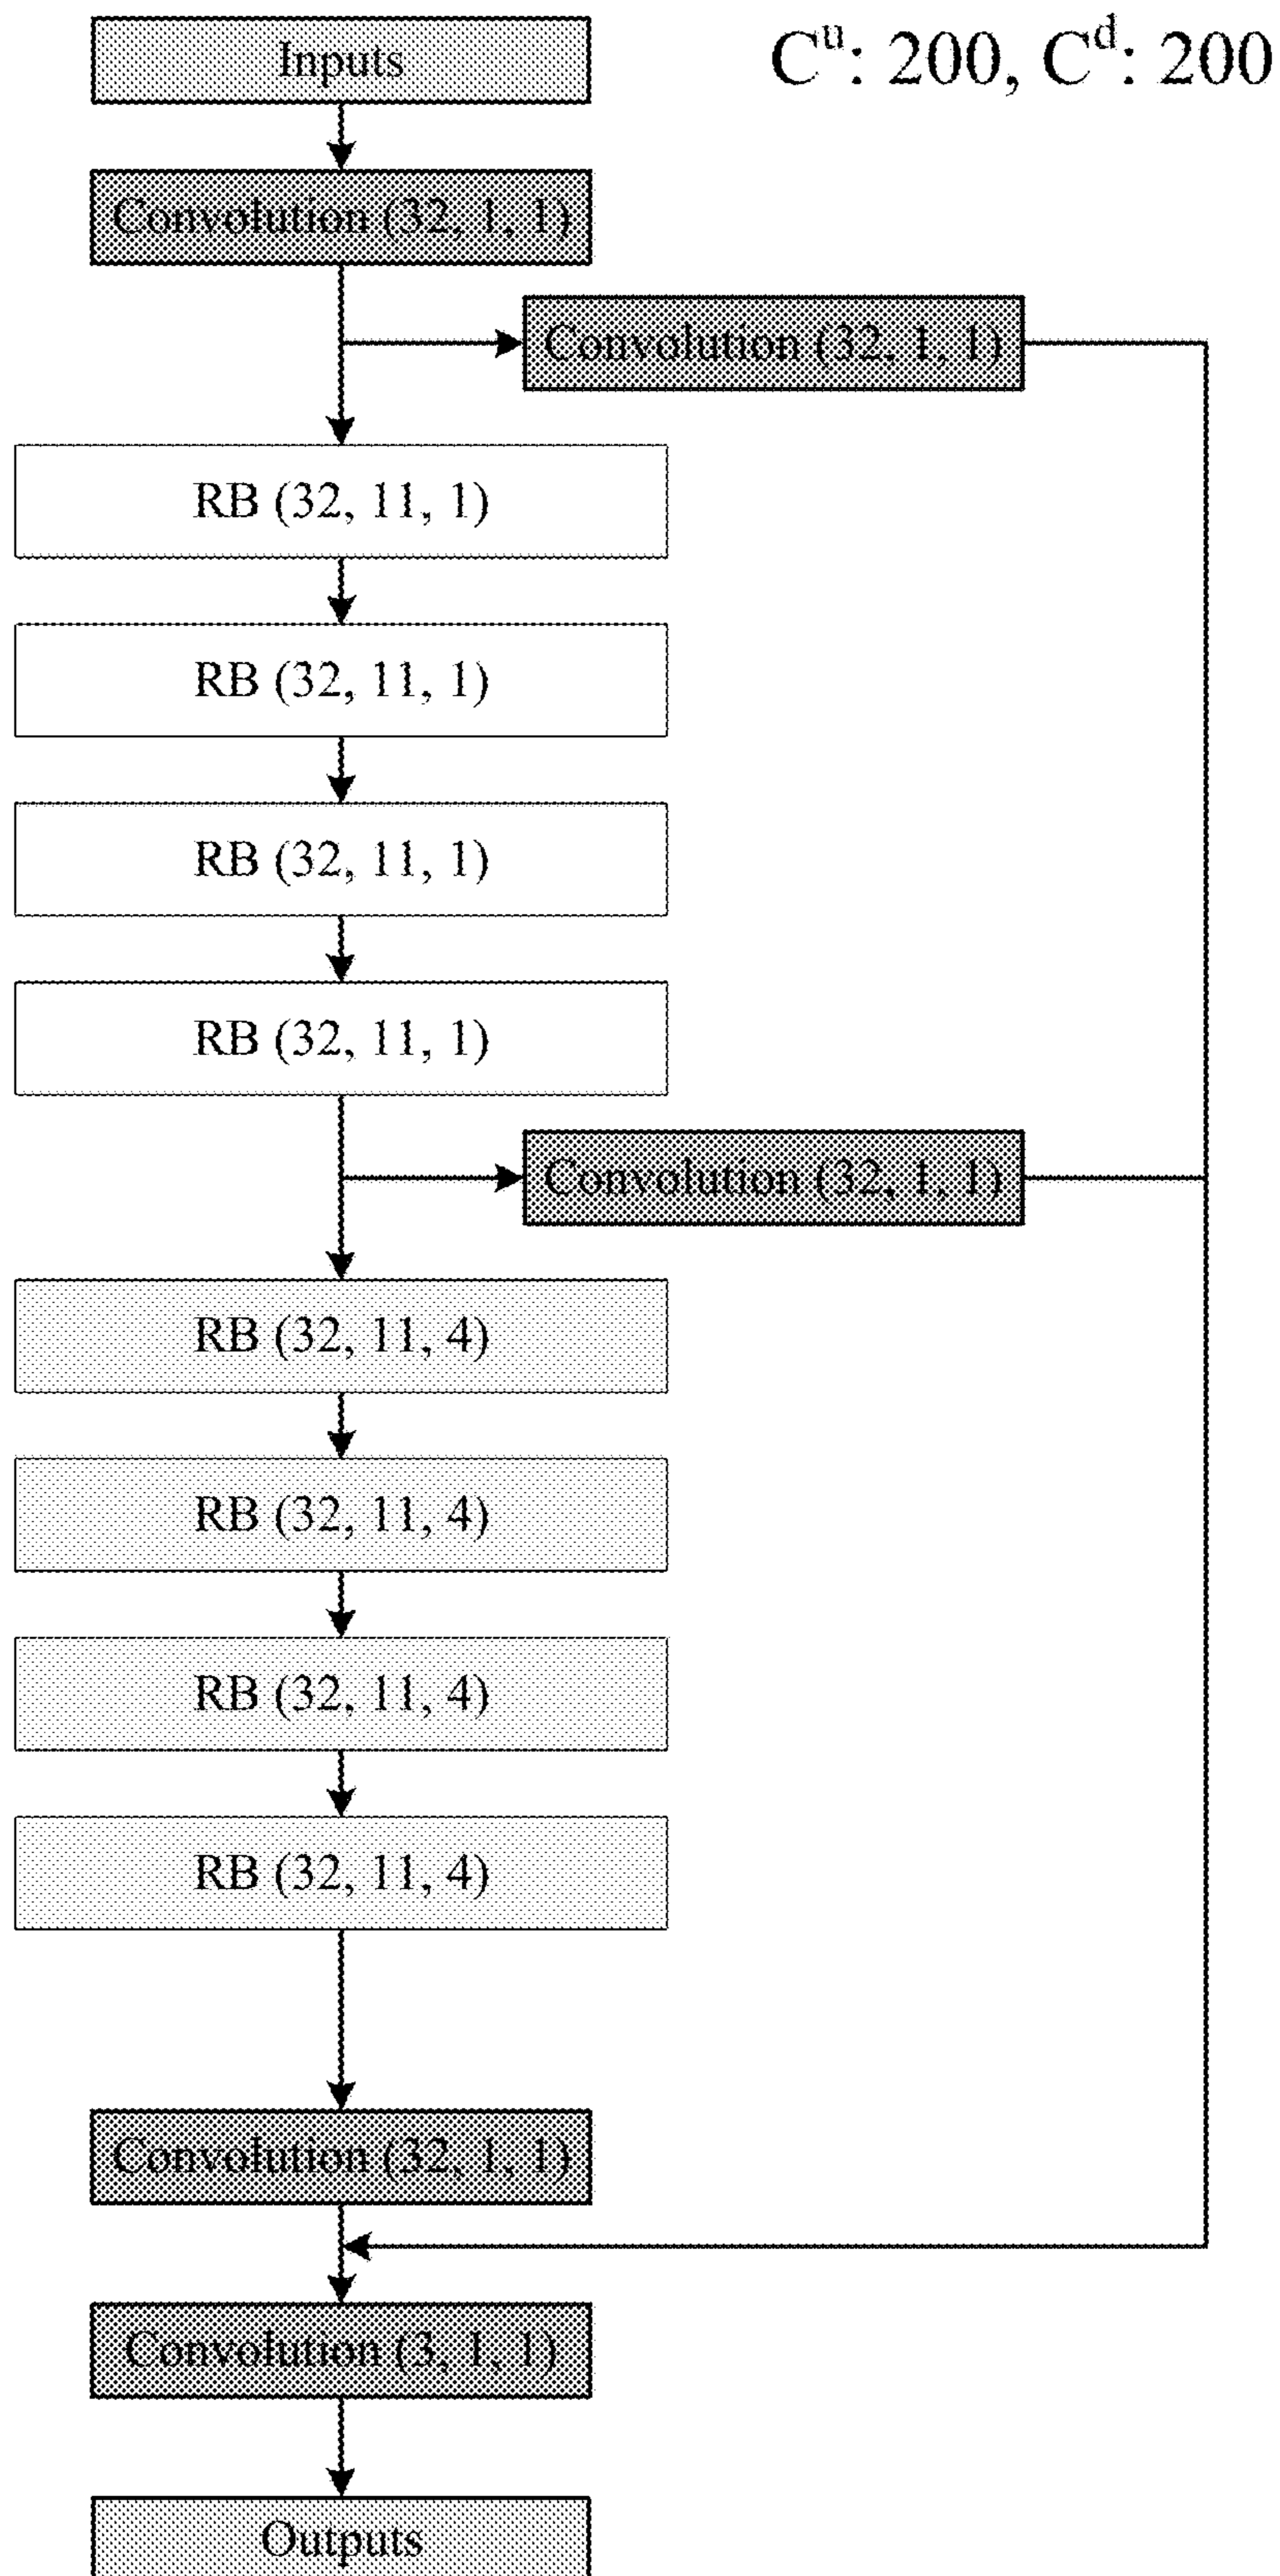 Inputs
Cᵘ: 200, Cᵈ: 200
Convolution (32, 1, 1)
Convolution (32, 1, 1)
RB (32, 11, 1)
RB (32, 11, 1)
RB (32, 11, 1)
RB (32, 11, 1)
Convolution (32, 1, 1)
RB (32, 11, 4)
RB (32, 11, 4)
RB (32, 11, 4)
RB (32, 11, 4)
Convolution (32, 1, 1)
Convolution (3, 1, 1)
Outputs